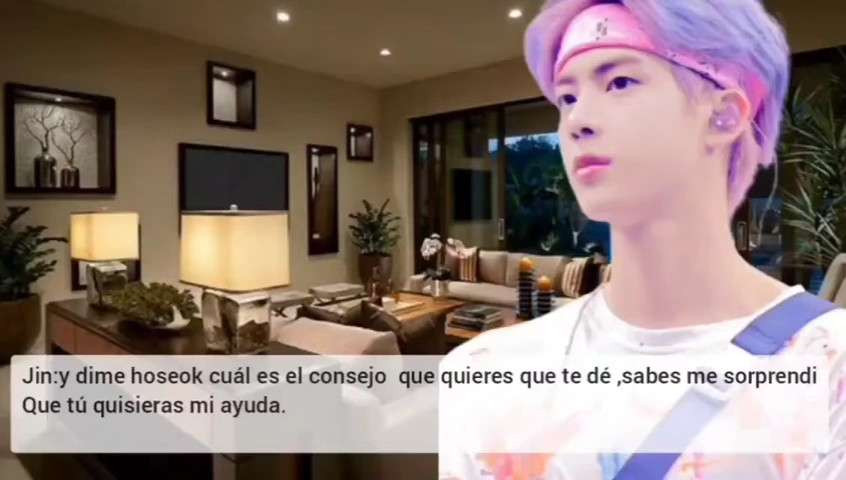 Jin:y dime hoseok cuál es el consejo que quieres que te dé ,sabes me sorprendi
Que tú quisieras mi ayuda.